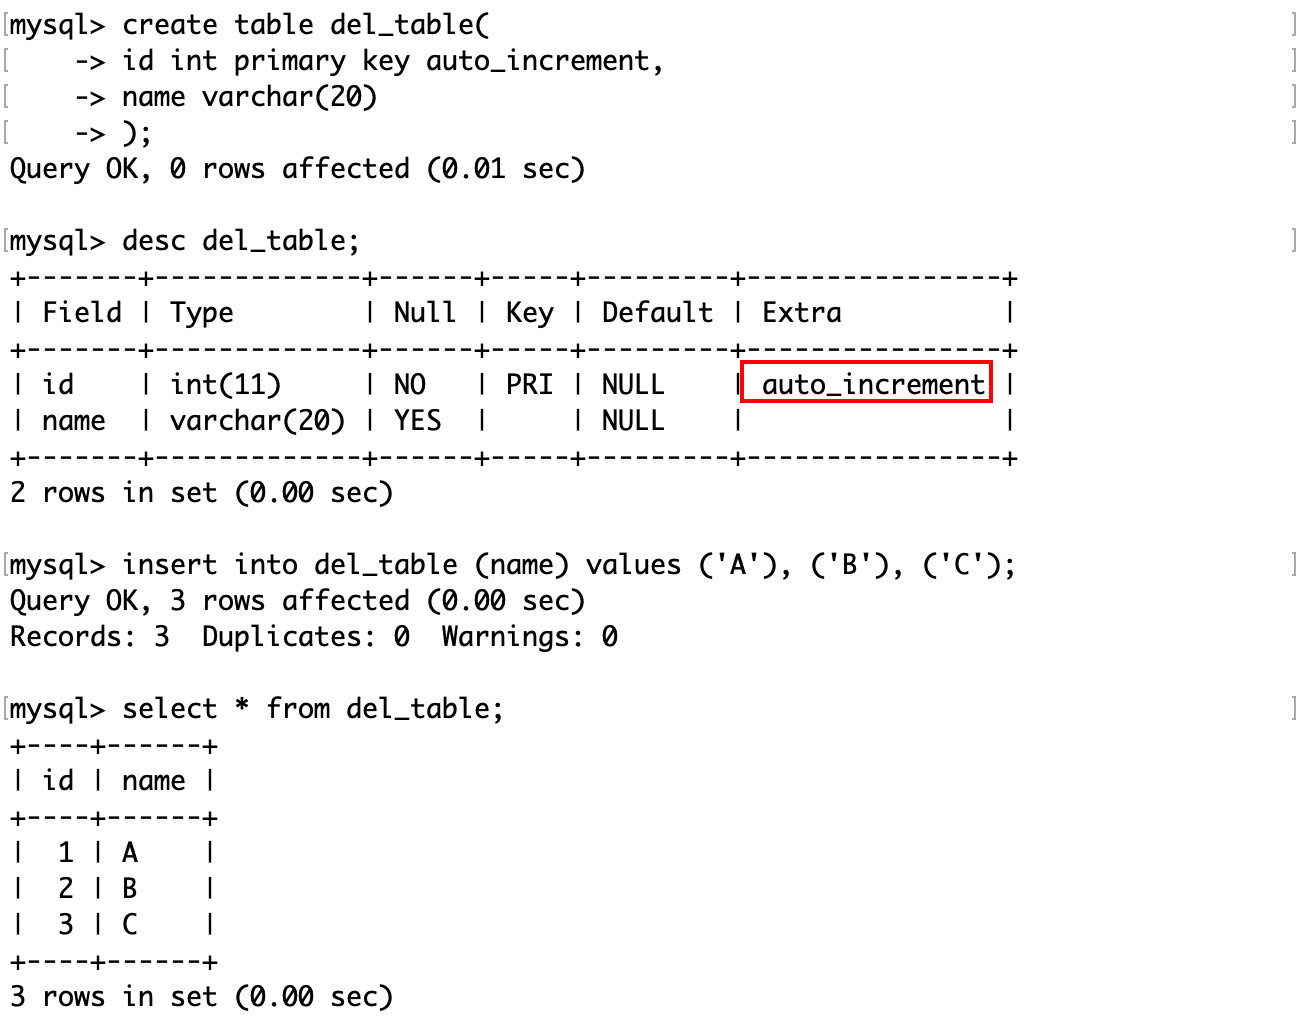 [mysql> create table del_table( ]
[    -> id int primary key auto_increment, ]
[    -> name varchar(20) ]
[    -> ); ]
Query OK, 0 rows affected (0.01 sec)

[mysql> desc del_table; ]
+-------+-------------+------+-----+---------+----------------+
| Field | Type        | Null | Key | Default | Extra          |
+-------+-------------+------+-----+---------+----------------+
| id    | int(11)     | NO   | PRI | NULL    | auto_increment |
| name  | varchar(20) | YES  |     | NULL    |                |
+-------+-------------+------+-----+---------+----------------+
2 rows in set (0.00 sec)

[mysql> insert into del_table (name) values ('A'), ('B'), ('C'); ]
Query OK, 3 rows affected (0.00 sec)
Records: 3  Duplicates: 0  Warnings: 0

[mysql> select * from del_table; ]
+----+------+
| id | name |
+----+------+
|  1 | A    |
|  2 | B    |
|  3 | C    |
+----+------+
3 rows in set (0.00 sec)